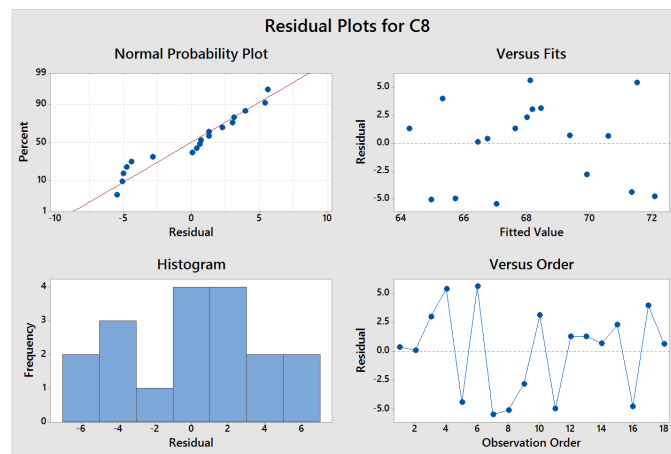 Residual Plots for C8
Normal Probability Plot
99
90
50
10
1
Percent
-10 -5 0 5 10
Residual
Versus Fits
5.0
2.5
0.0
-2.5
-5.0
Residual
64 66 68 70 72
Fitted Value
Histogram
4
3
2
1
0
Frequency
-6 -4 -2 0 2 4 6
Residual
Versus Order
5.0
2.5
0.0
-2.5
-5.0
Residual
2 4 6 8 10 12 14 16 18
Observation Order